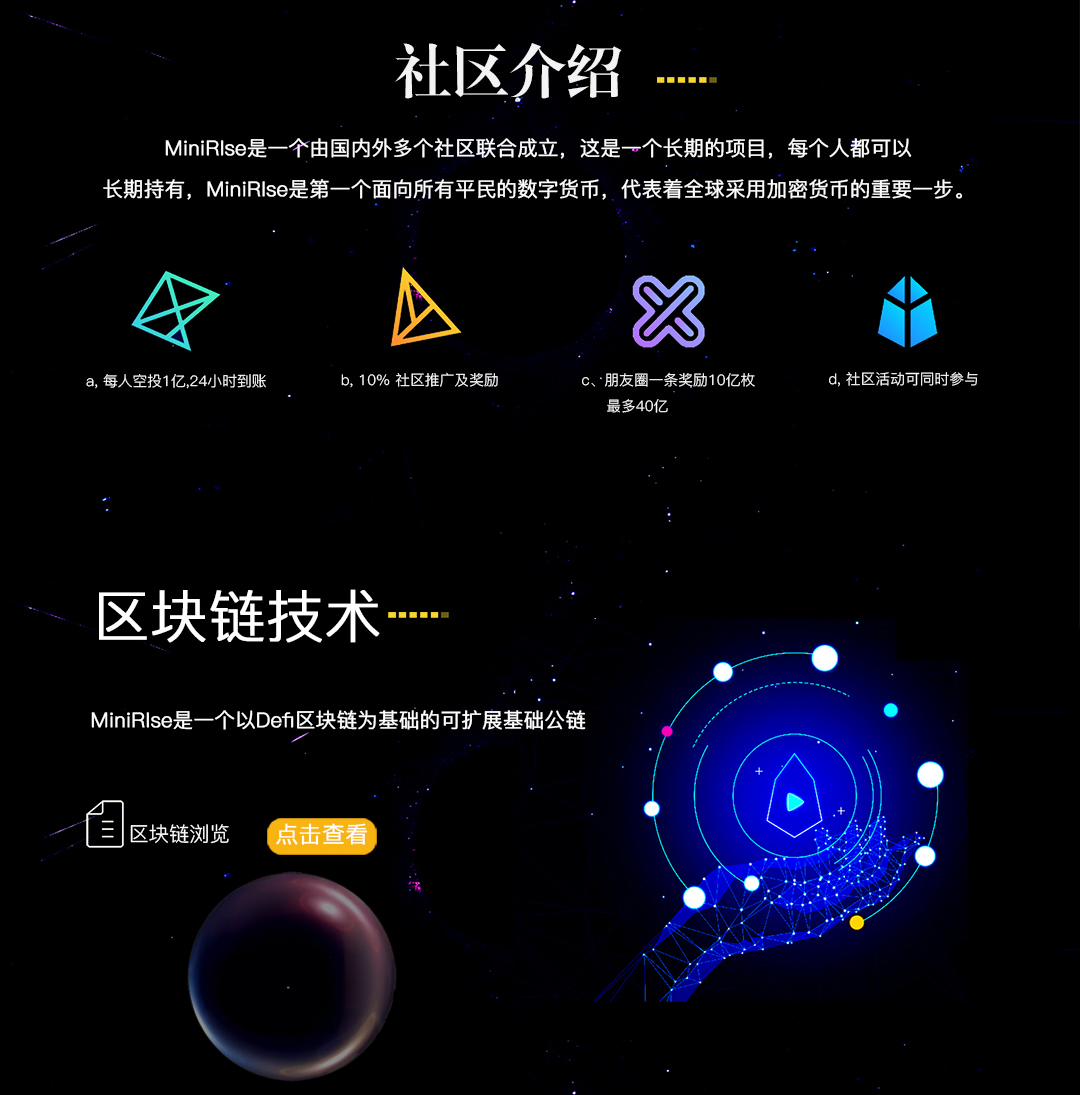 社区介绍
MiniRIse是一个由国内外多个社区联合成立，这是一个长期的项目，每个人都可以
长期持有，MiniRIse是第一个面向所有平民的数字货币，代表着全球采用加密货币的重要一步。
a, 每人空投1亿,24小时到账
b, 10% 社区推广及奖励
c、·朋友圈一条奖励10亿枚
最多40亿
d, 社区活动可同时参与
区块链技术
MiniRIse是一个以Defi区块链为基础的可扩展基础公链
区块链浏览
点击查看